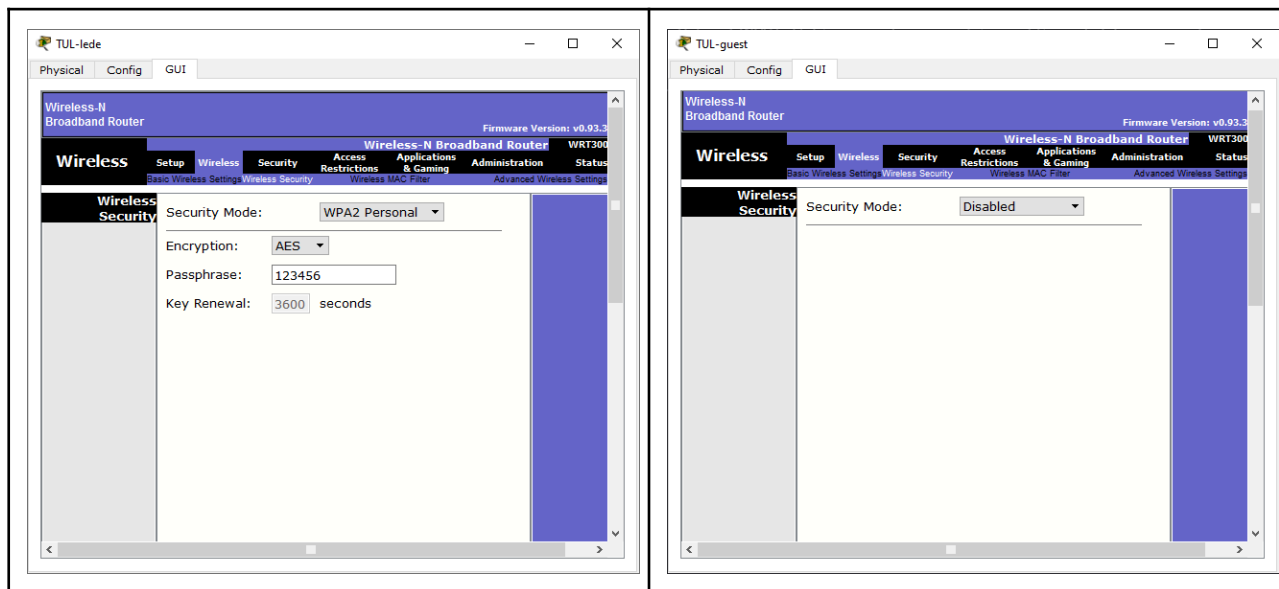 TUL-lede
Physical Config GUI
Wireless-N
Broadband Router
Firmware Version: v0.93.3
Wireless-N Broadband Router WRT300
Wireless
Setup Wireless Security Access Restrictions Applications & Gaming Administration Status
Basic Wireless Settings Wireless Security Wireless MAC Filter Advanced Wireless Settings
Wireless Security
Security Mode: WPA2 Personal
Encryption: AES
Passphrase: 123456
Key Renewal: 3600 seconds
TUL-guest
Physical Config GUI
Wireless-N
Broadband Router
Firmware Version: v0.93.3
Wireless-N Broadband Router WRT300
Wireless
Setup Wireless Security Access Restrictions Applications & Gaming Administration Status
Basic Wireless Settings Wireless Security Wireless MAC Filter Advanced Wireless Settings
Wireless Security
Security Mode: Disabled